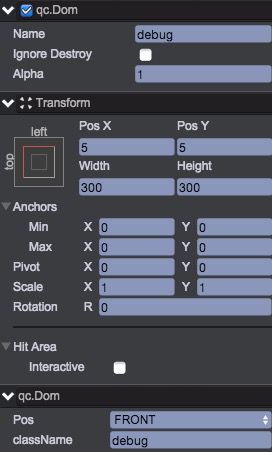 qc.Dom
Name debug
Ignore Destroy
Alpha 1
Transform
left
top
Pos X Pos Y
5 5
Width Height
300 300
Anchors
Min X 0 Y 0
Max X 0 Y 0
Pivot X 0 Y 0
Scale X 1 Y 1
Rotation R 0
Hit Area
Interactive
qc.Dom
Pos FRONT
className debug